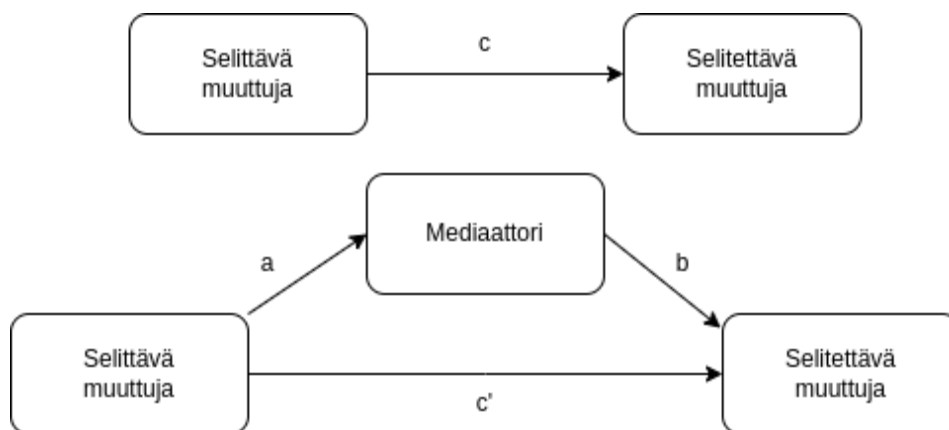 Selittävä
muuttuja
c
Selitettävä
muuttuja
Mediaattori
a
b
Selittävä
muuttuja
c'
Selitettävä
muuttuja